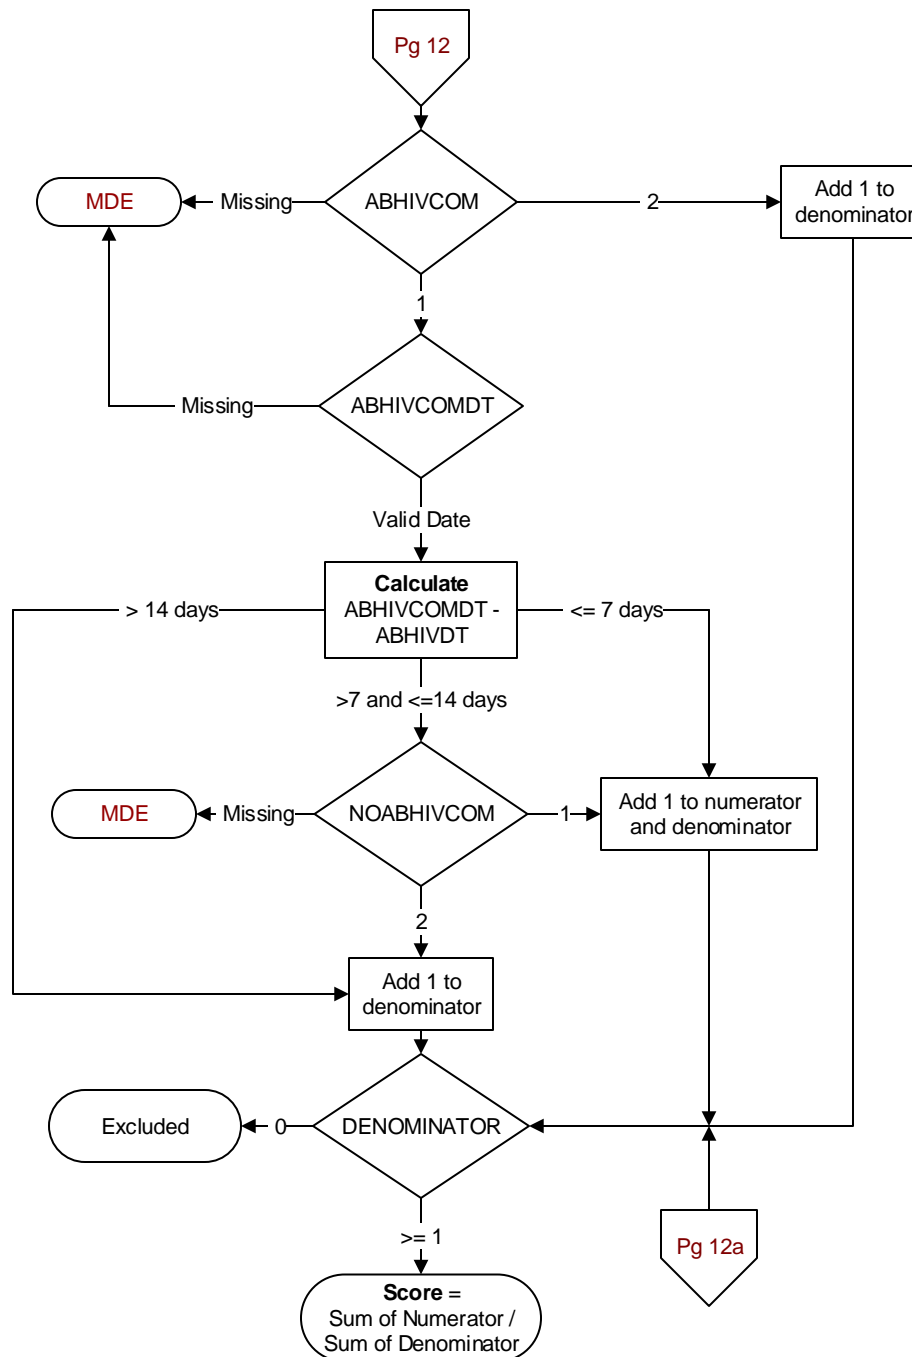 Pg 12
MDE
Missing
ABHIVCOM
2
Add 1 to
denominator
1
Missing
ABHIVCOMDT
Valid Date
Calculate
ABHIVCOMDT -
ABHIVDT
> 14 days
<= 7 days
>7 and <=14 days
MDE
Missing
NOABHIVCOM
1
Add 1 to numerator
and denominator
2
Add 1 to
denominator
Excluded
0
DENOMINATOR
>= 1
Pg 12a
Score =
Sum of Numerator /
Sum of Denominator